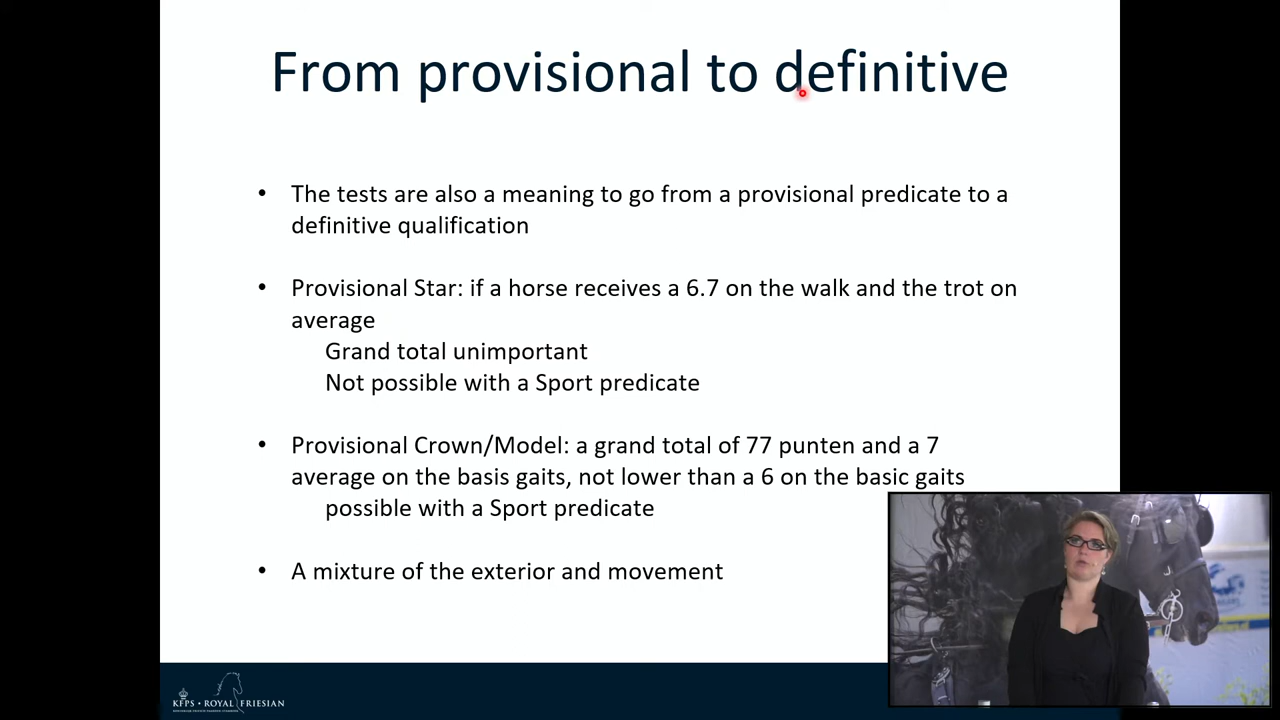 From provisional to definitive
• The tests are also a meaning to go from a provisional predicate to a
definitive qualification
• Provisional Star: if a horse receives a 6.7 on the walk and the trot on
average
Grand total unimportant
Not possible with a Sport predicate
• Provisional Crown/Model: a grand total of 77 punten and a 7
average on the basis gaits, not lower than a 6 on the basic gaits
possible with a Sport predicate
• A mixture of the exterior and movement
KFPS • ROYAL FRIESIAN